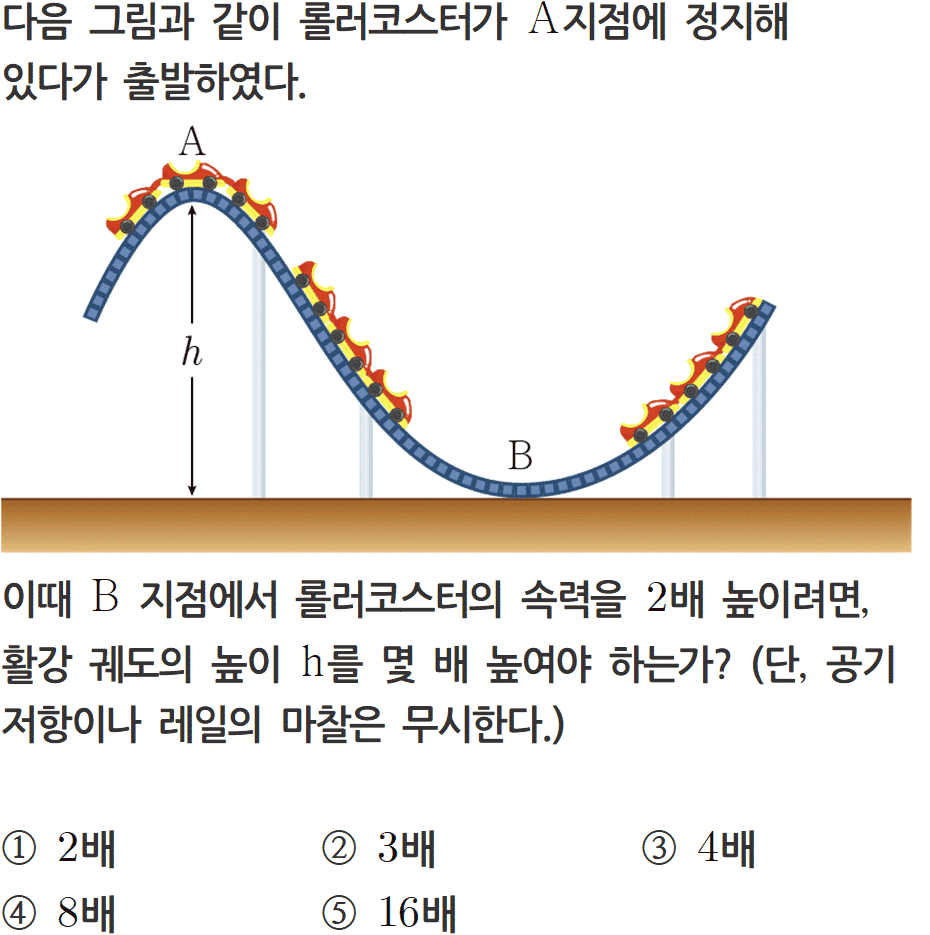 다음 그림과 같이 롤러코스터가 A지점에 정지해
있다가 출발하였다.
A
h
B
이때 B 지점에서 롤러코스터의 속력을 2배 높이려면,
활강 궤도의 높이 h를 몇 배 높여야 하는가? (단, 공기
저항이나 레일의 마찰은 무시한다.)
① 2배 ② 3배 ③ 4배
④ 8배 ⑤ 16배